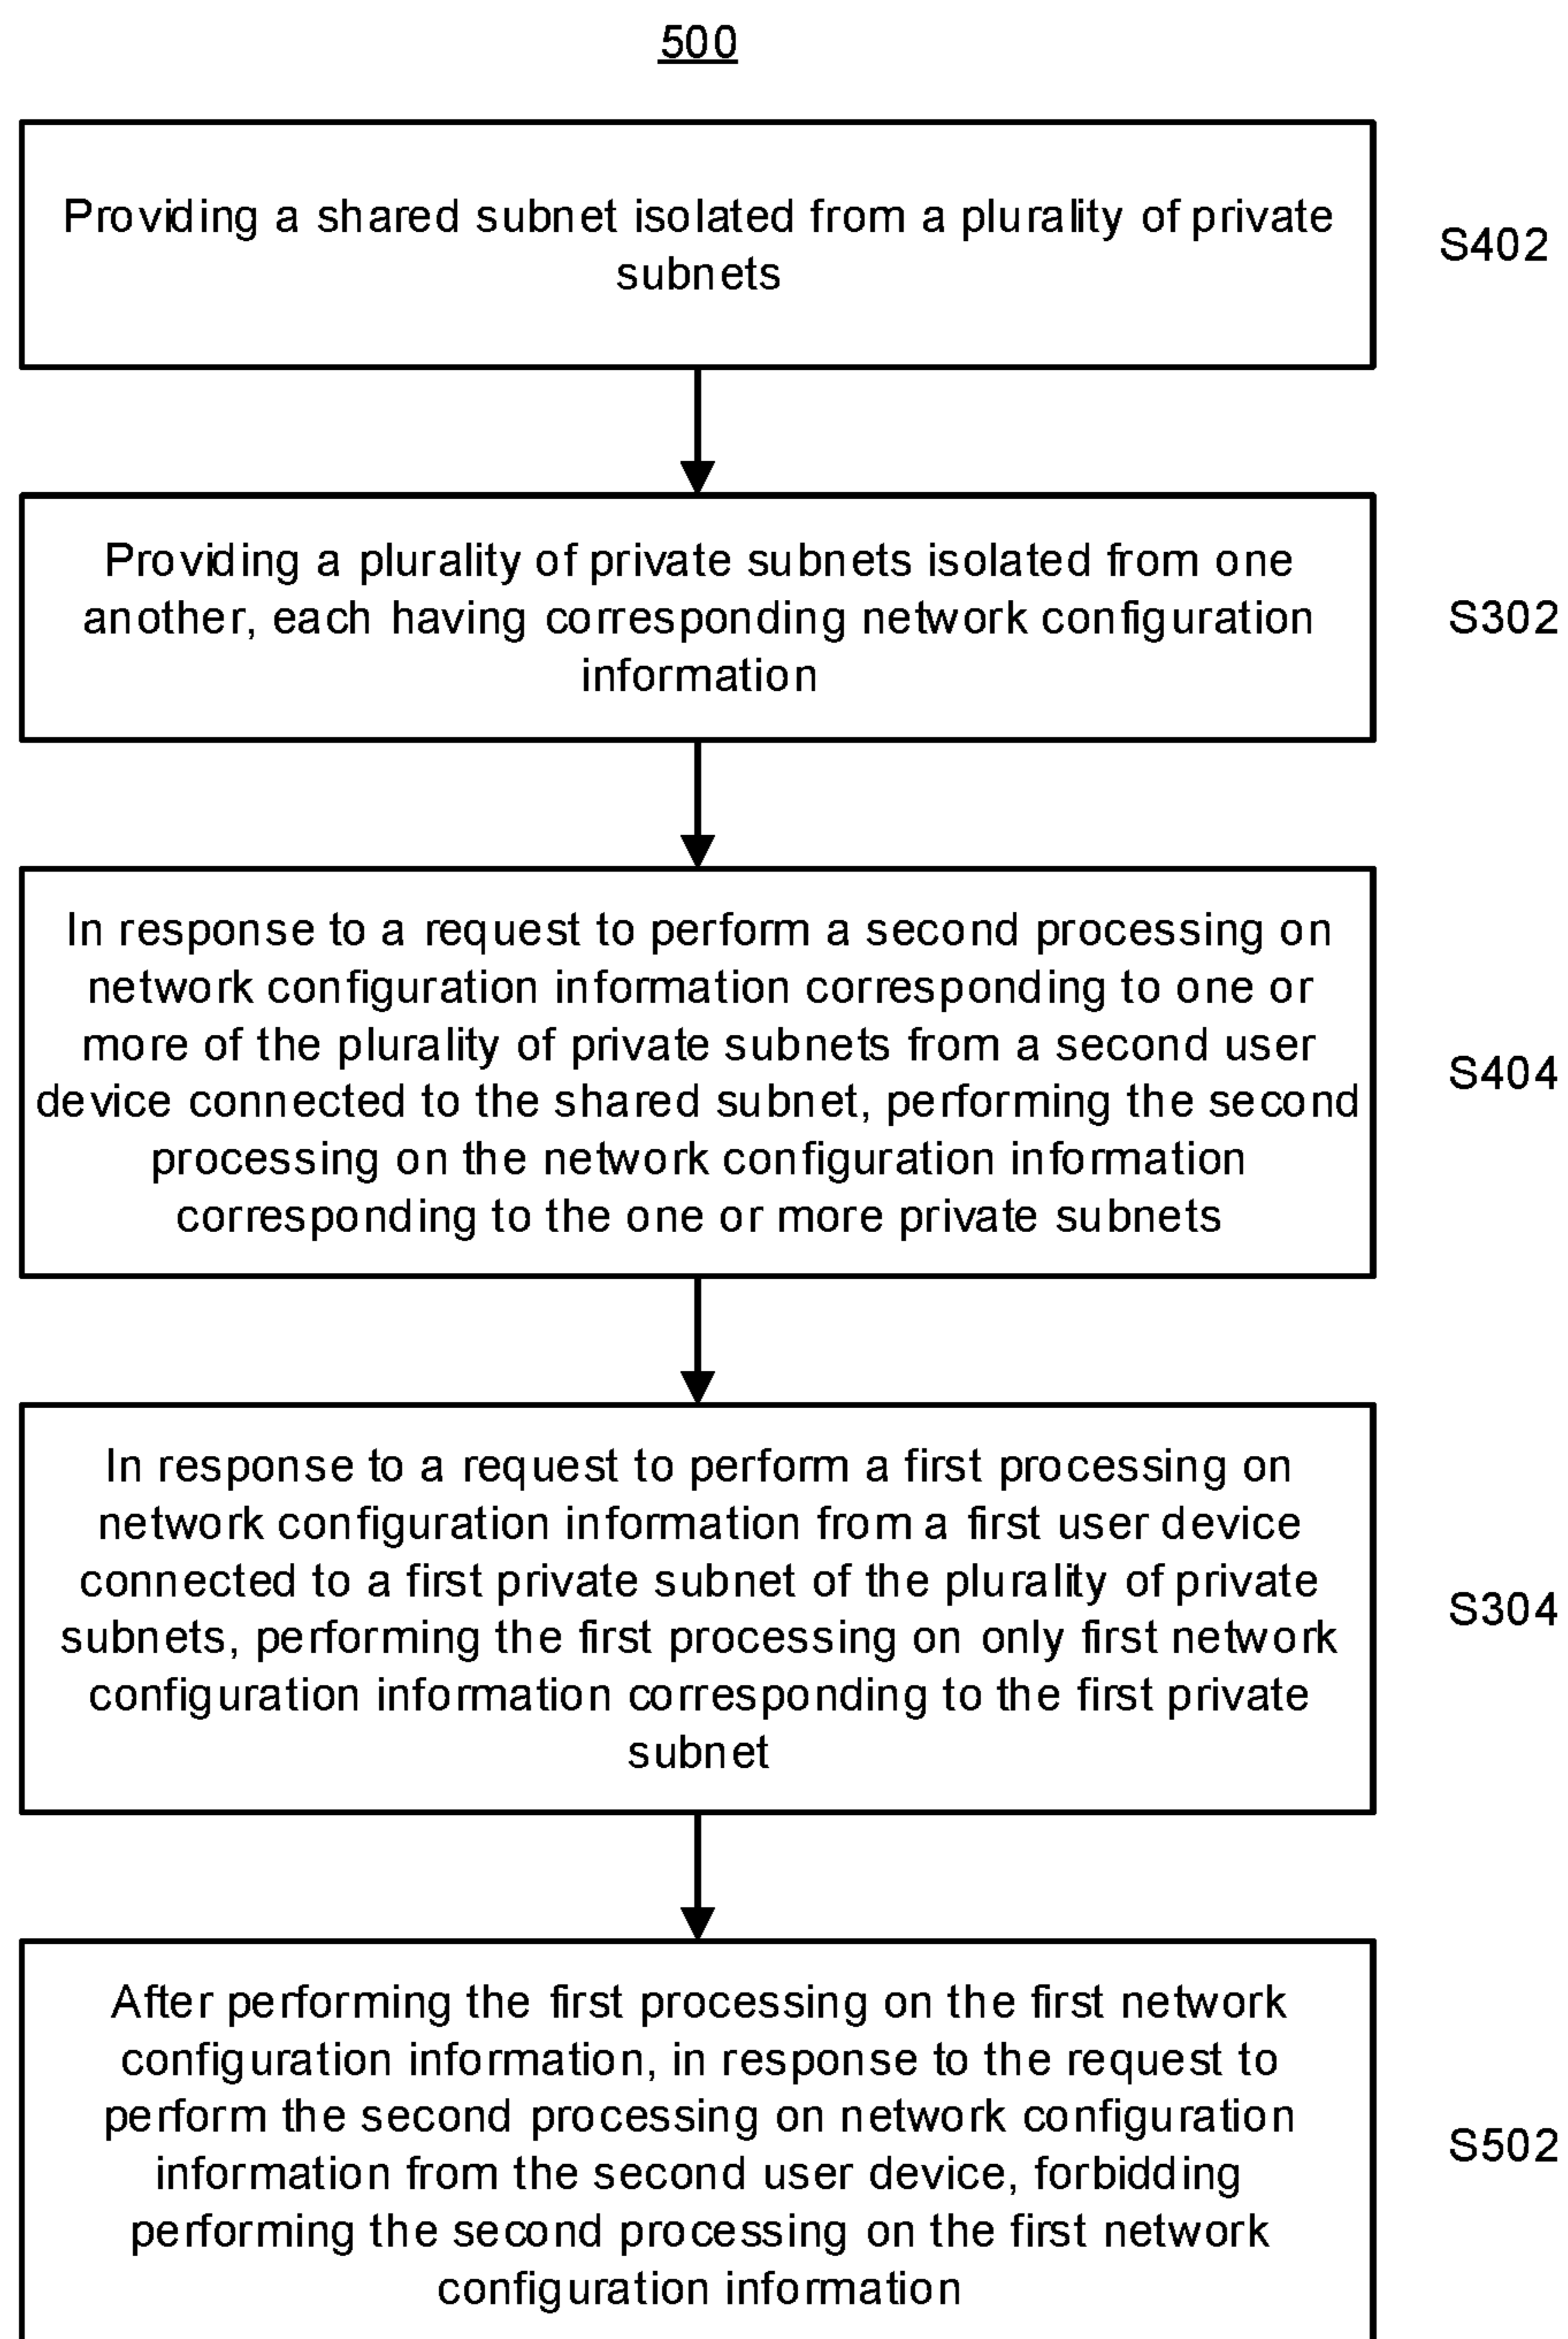 500
Providing a shared subnet isolated from a plurality of private
subnets
S402
Providing a plurality of private subnets isolated from one
another, each having corresponding network configuration
information
S302
In response to a request to perform a second processing on
network configuration information corresponding to one or
more of the plurality of private subnets from a second user
device connected to the shared subnet, performing the second
processing on the network configuration information
corresponding to the one or more private subnets
S404
In response to a request to perform a first processing on
network configuration information from a first user device
connected to a first private subnet of the plurality of private
subnets, performing the first processing on only first network
configuration information corresponding to the first private
subnet
S304
After performing the first processing on the first network
configuration information, in response to the request to
perform the second processing on network configuration
information from the second user device, forbidding
performing the second processing on the first network
configuration information
S502